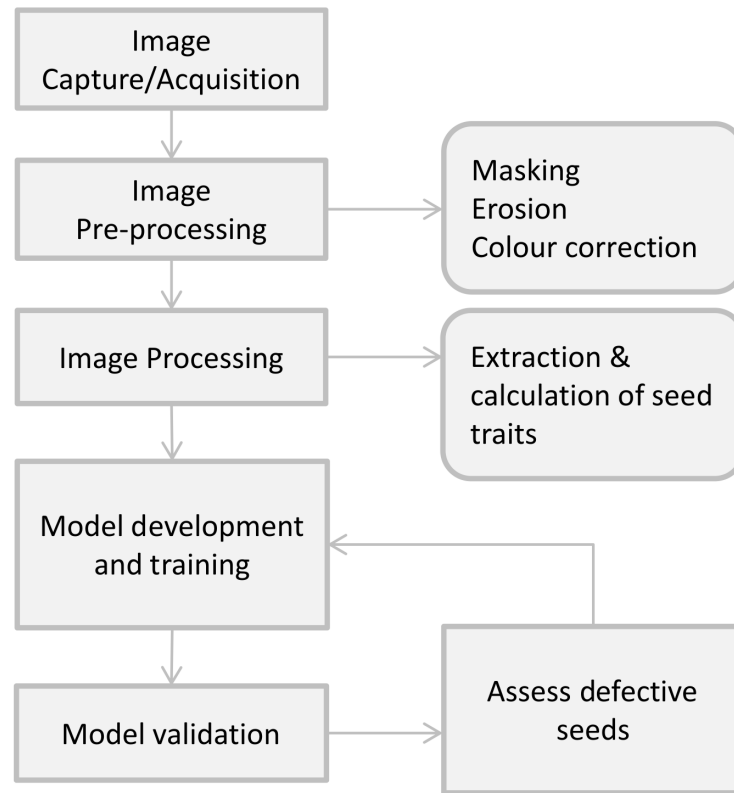 Image
Capture/Acquisition
Image
Pre-processing
Masking
Erosion
Colour correction
Image Processing
Extraction &
calculation of seed
traits
Model development
and training
Model validation
Assess defective
seeds